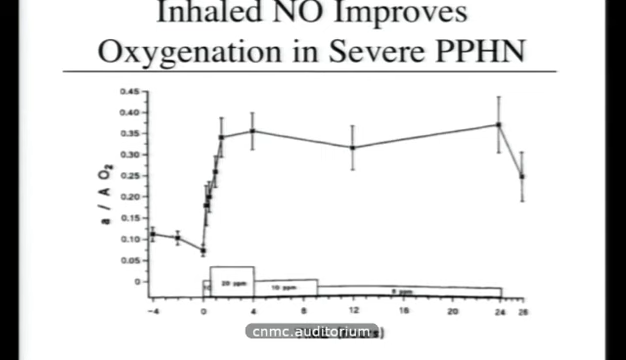 Inhaled NO Improves
Oxygenation in Severe PPHN
0.45
0.40
0.35
0.30
0.25
0.20
0.15
0.10
0.05
0
a / A O2
20 ppm
10 ppm
5 ppm
-4 0 4 8 12 16 20 24 26
cnmc.auditorium